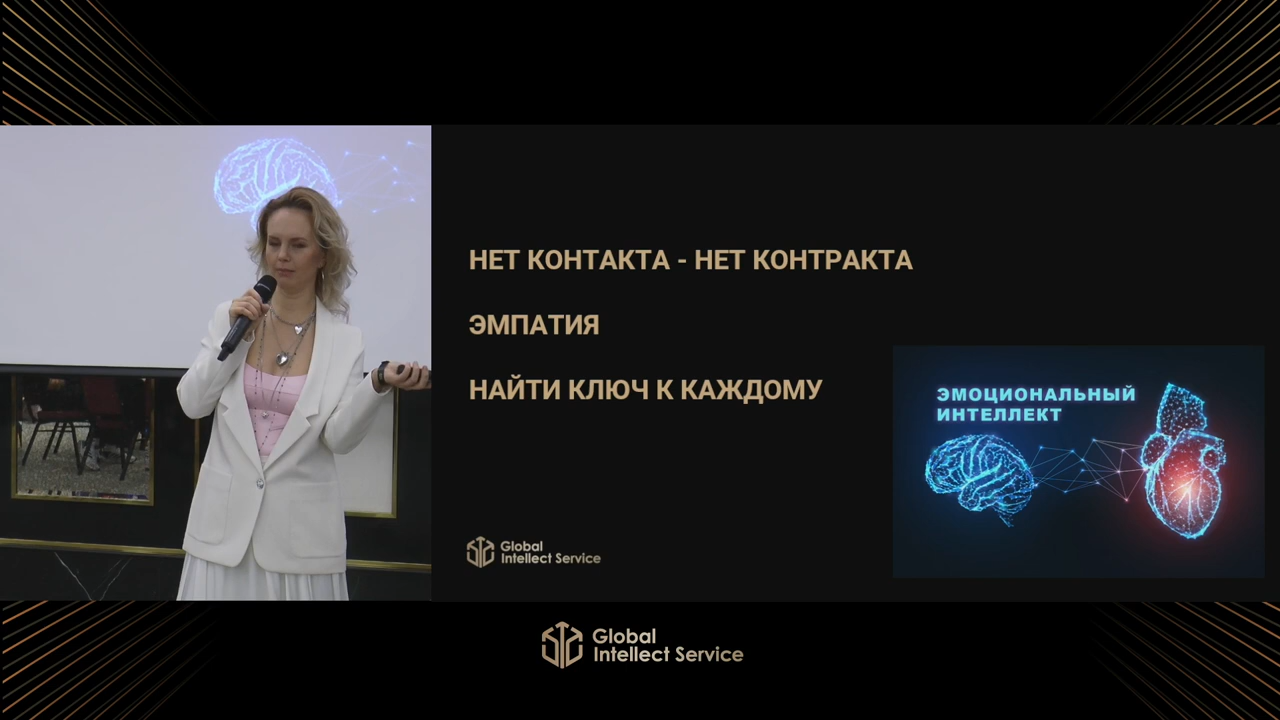 НЕТ КОНТАКТА - НЕТ КОНТРАКТА
ЭМПАТИЯ
НАЙТИ КЛЮЧ К КАЖДОМУ
ЭМОЦИОНАЛЬНЫЙ
ИНТЕЛЛЕКТ
Global
Intellect Service
Global
Intellect Service